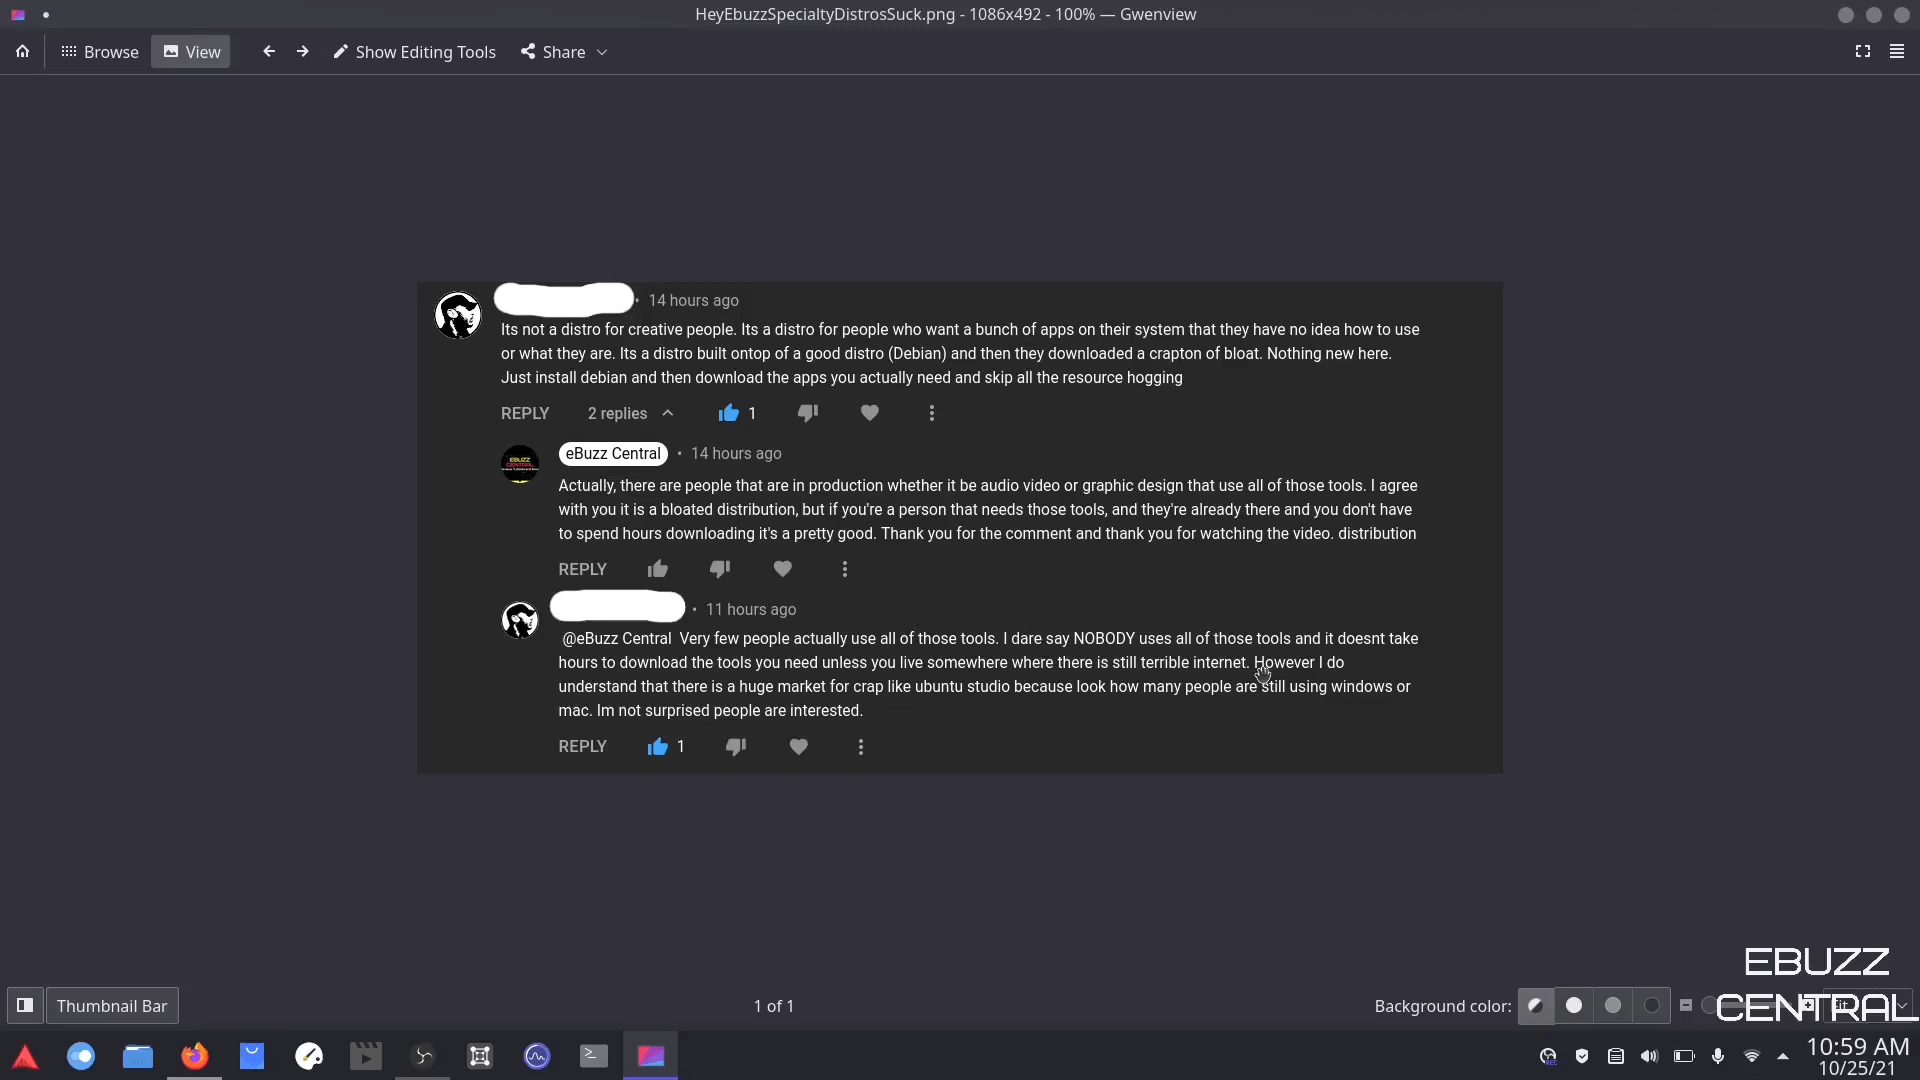 HeyEbuzzSpecialtyDistrosSuck.png - 1086x492 - 100% — Gwenview
Browse View Show Editing Tools Share
14 hours ago
Its not a distro for creative people. Its a distro for people who want a bunch of apps on their system that they have no idea how to use
or what they are. Its a distro built ontop of a good distro (Debian) and then they downloaded a crapton of bloat. Nothing new here.
Just install debian and then download the apps you actually need and skip all the resource hogging
REPLY 2 replies 1
eBuzz Central • 14 hours ago
Actually, there are people that are in production whether it be audio video or graphic design that use all of those tools. I agree
with you it is a bloated distribution, but if you're a person that needs those tools, and they're already there and you don't have
to spend hours downloading it's a pretty good. Thank you for the comment and thank you for watching the video. distribution
REPLY
• 11 hours ago
@eBuzz Central Very few people actually use all of those tools. I dare say NOBODY uses all of those tools and it doesnt take
hours to download the tools you need unless you live somewhere where there is still terrible internet. However I do
understand that there is a huge market for crap like ubuntu studio because look how many people are still using windows or
mac. Im not surprised people are interested.
REPLY 1
EBUZZ
CENTRAL
Thumbnail Bar 1 of 1 Background color:
10:59 AM
10/25/21